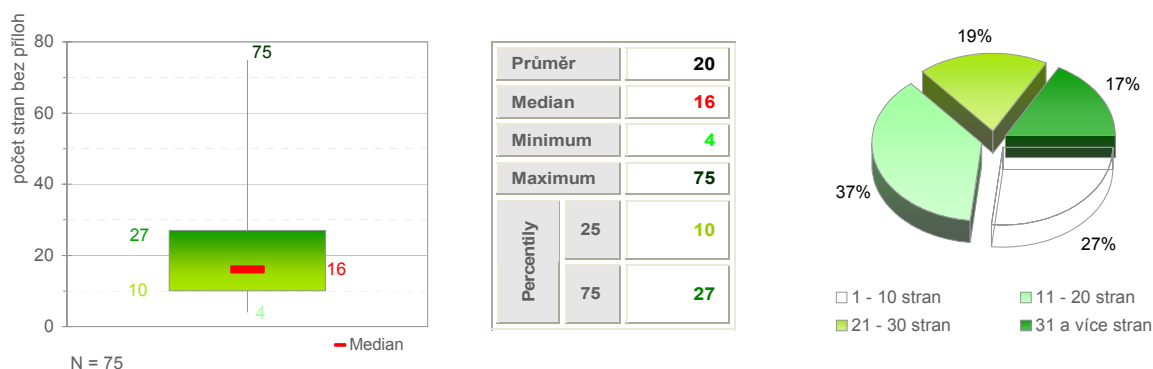 počet stran bez příloh
80
60
40
20
0
75
27
16
10
4
Median
N = 75
Průměr 20
Median 16
Minimum 4
Maximum 75
Percentily
25 10
75 27
19%
17%
37%
27%
1 - 10 stran
11 - 20 stran
21 - 30 stran
31 a více stran